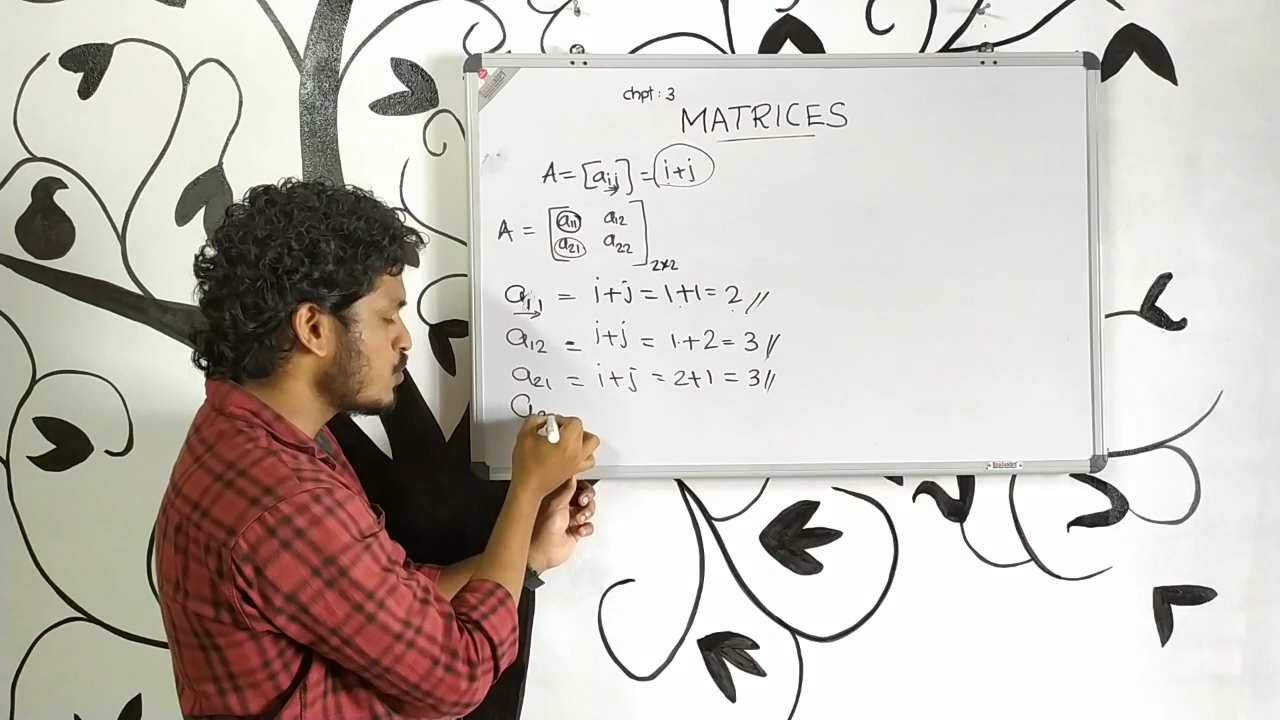 chpt : 3
MATRICES
A = [aij] = i+j
A = [a11 a12
a21 a22] 2×2
a11 = i+j = 1+1 = 2 //
a12 = i+j = 1+2 = 3 //
a21 = i+j = 2+1 = 3 //
a2